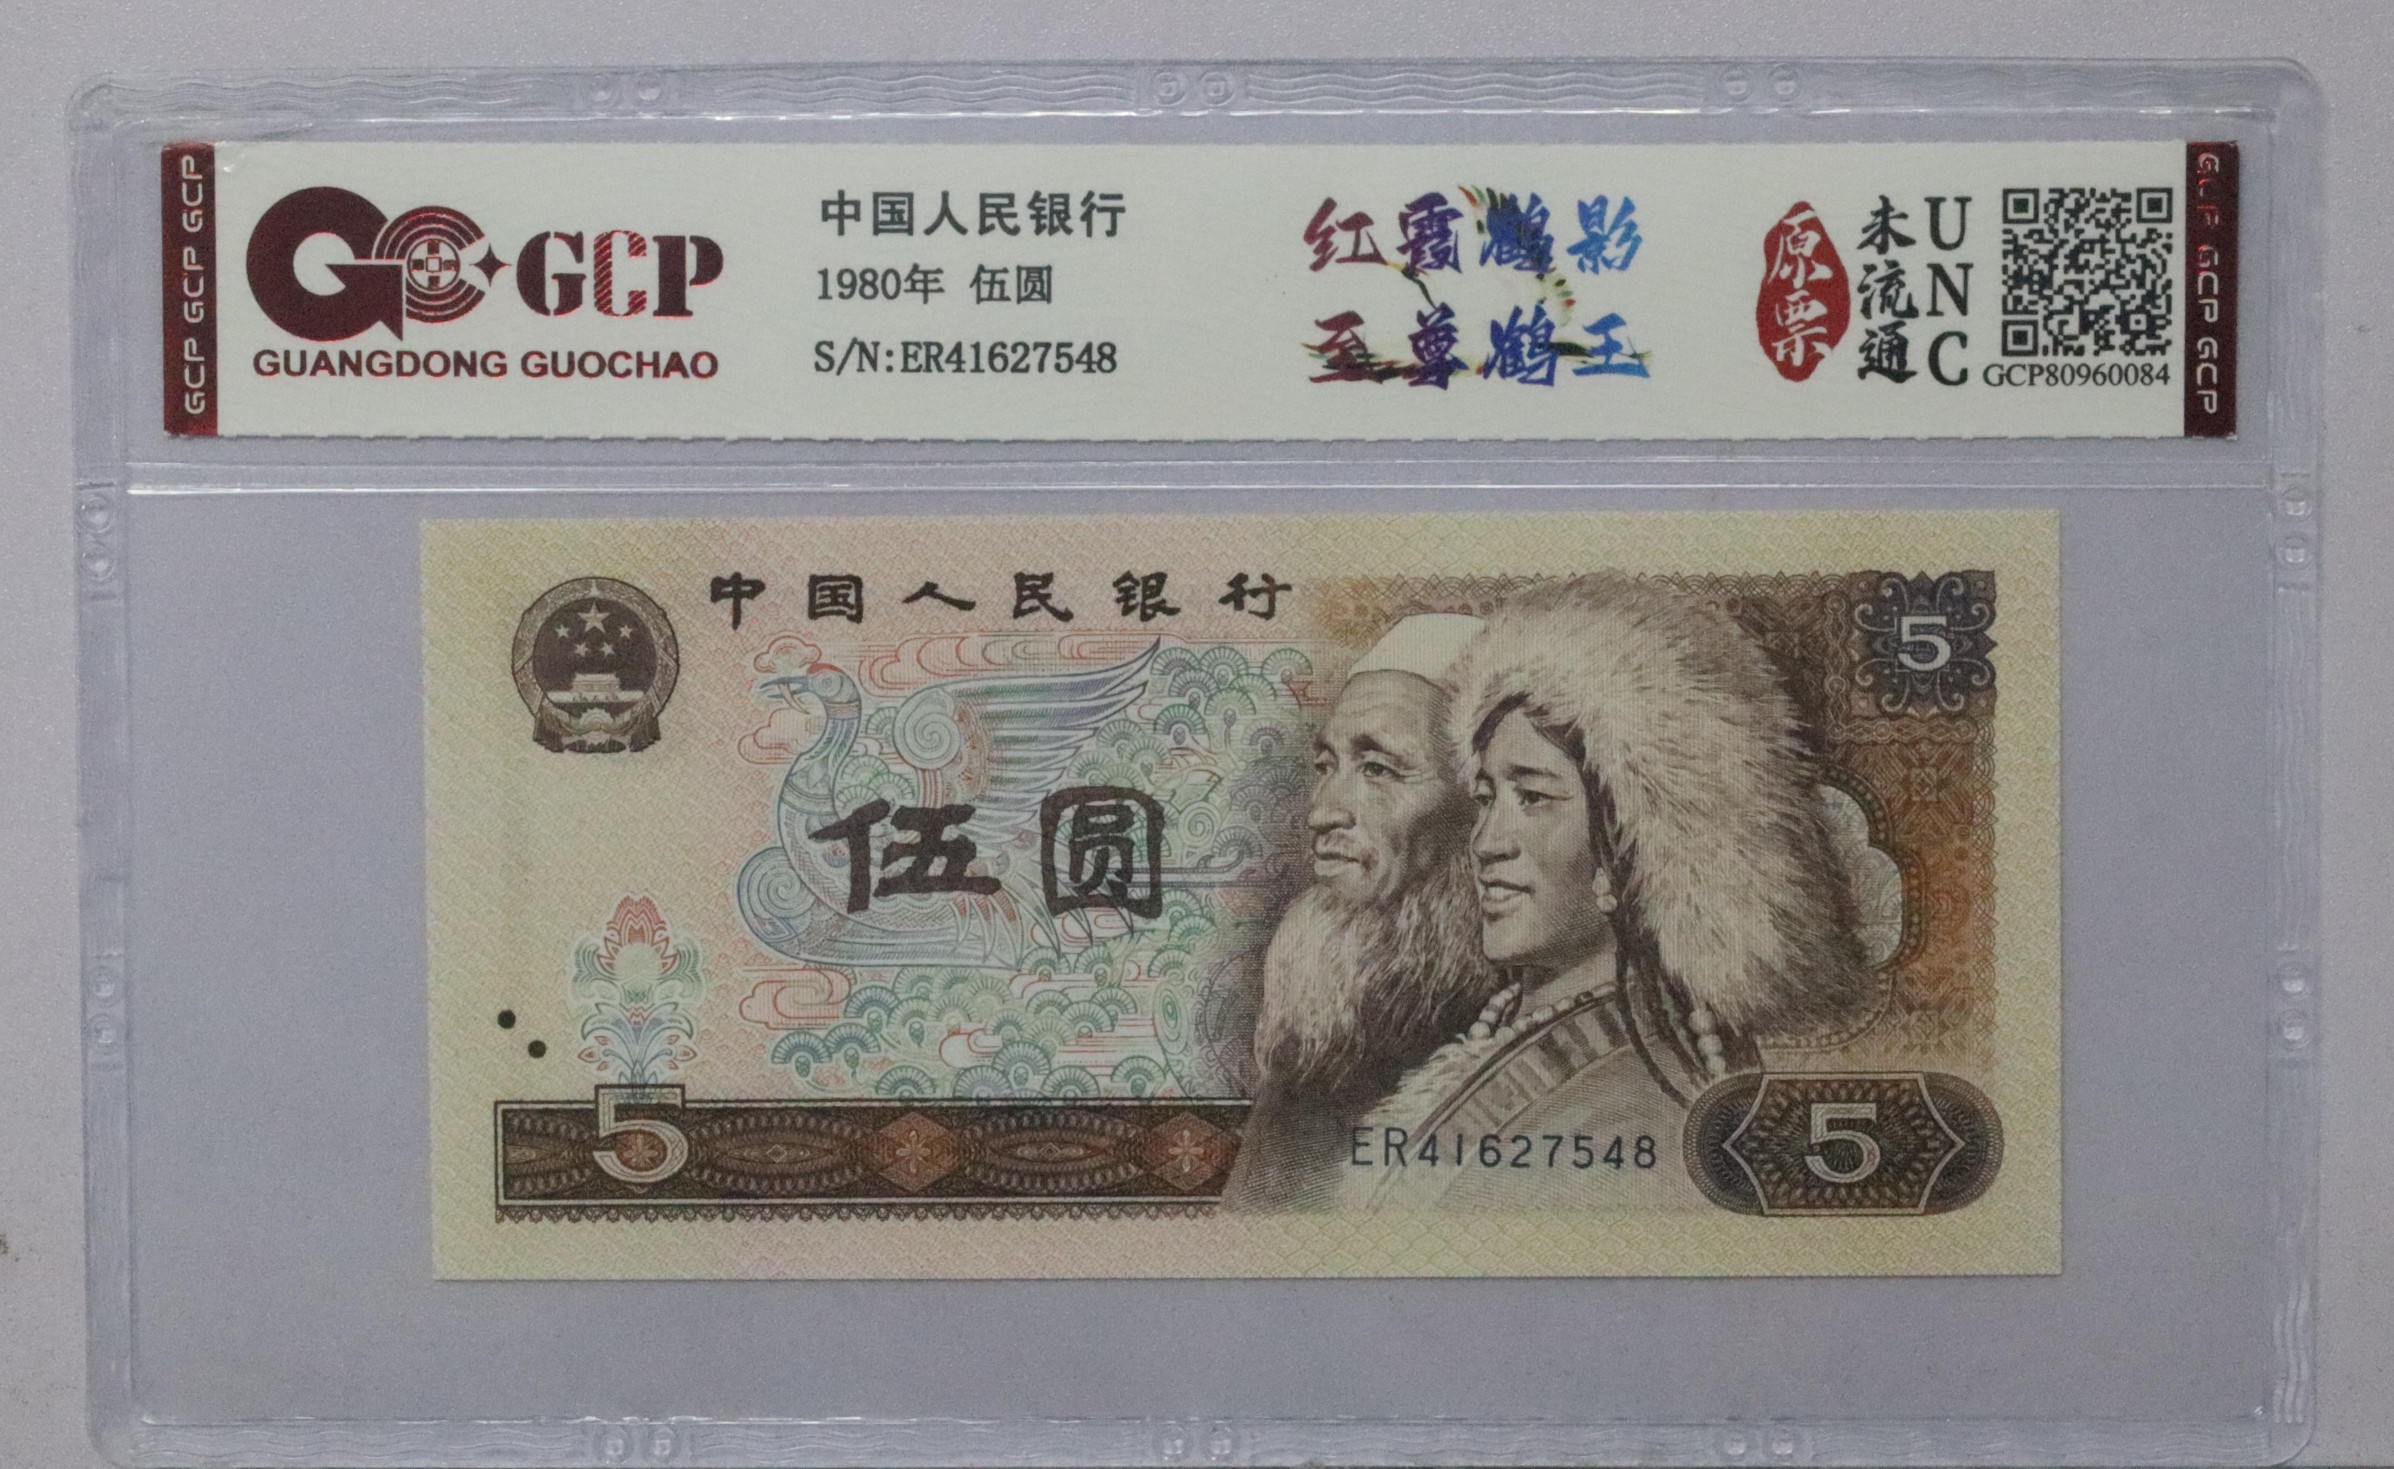 GCP GCP GCP
GCP
GUANGDONG GUOCHAO
中国人民银行
1980年 伍圆
S/N:ER41627548
红霞鹤影
至尊鹤王
原票
未流通
UNC
GCP80960084
GCP GCP GCP
中国人民银行
5
伍圆
5
ER41627548
5